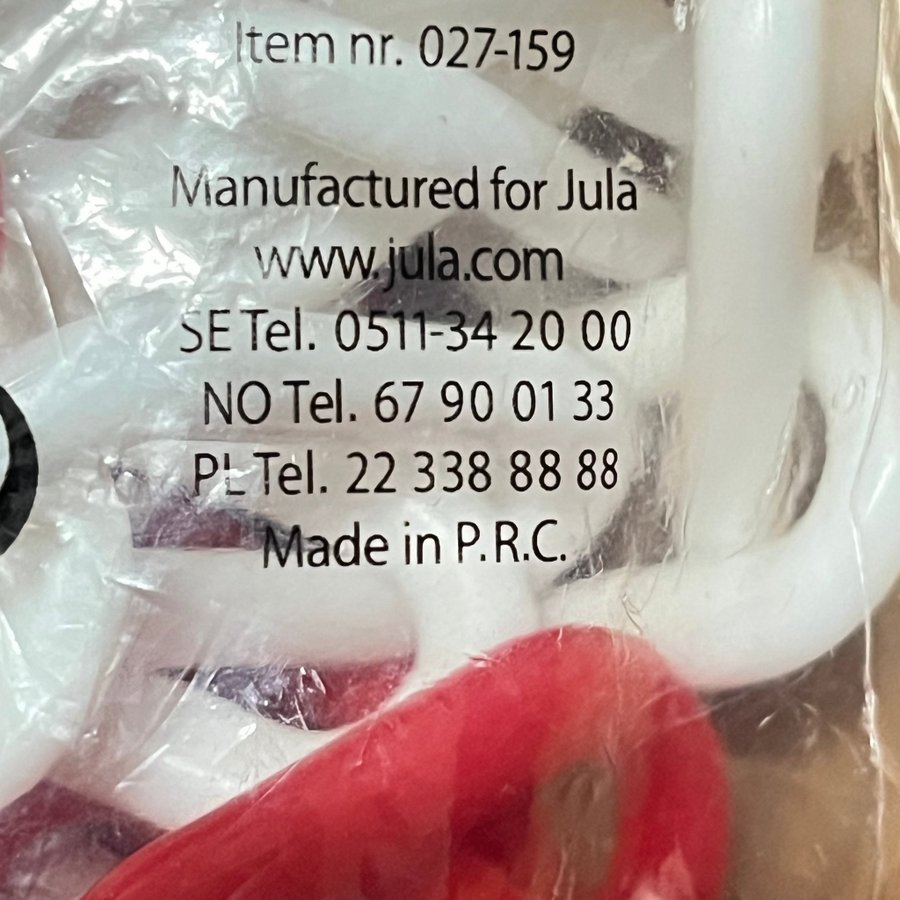 Item nr. 027-159
Manufactured for Jula
www.jula.com
SE Tel. 0511-34 20 00
NO Tel. 67 90 01 33
PL Tel. 22 338 88 88
Made in P.R.C.